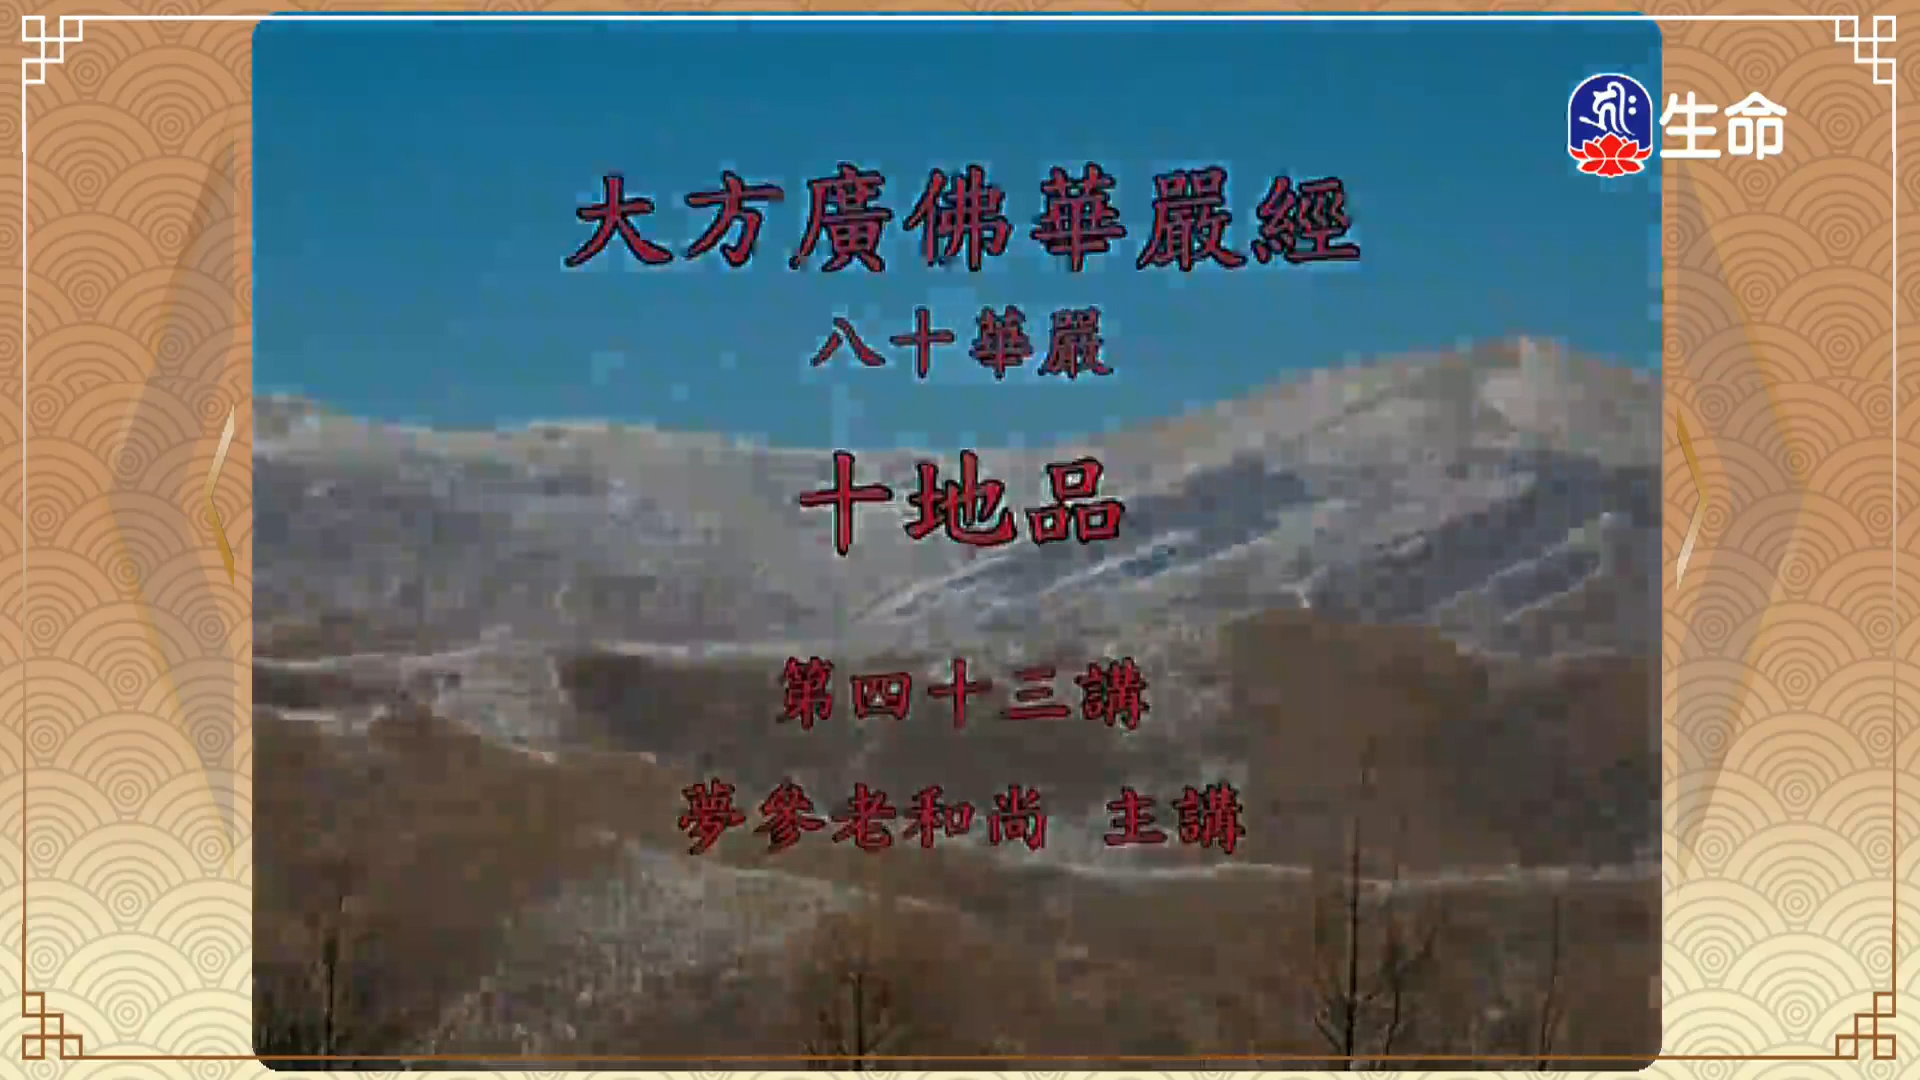 生命
大方廣佛華嚴經
八十華嚴
十地品
第四十三講
夢參老和尚 主講